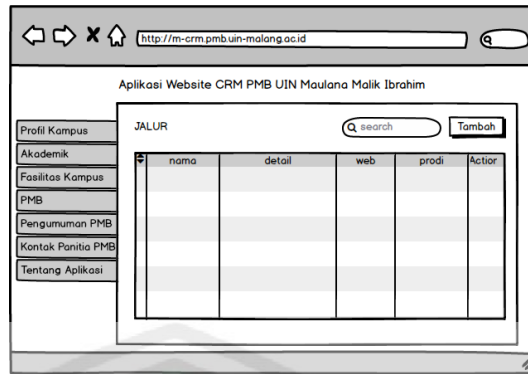 http://m-crm.pmb.uin-malang.ac.id
Aplikasi Website CRM PMB UIN Maulana Malik Ibrahim
Profil Kampus
Akademik
Fasilitas Kampus
PMB
Pengumuman PMB
Kontak Panitia PMB
Tentang Aplikasi
JALUR
search
Tambah
nama detail web prodi Actior